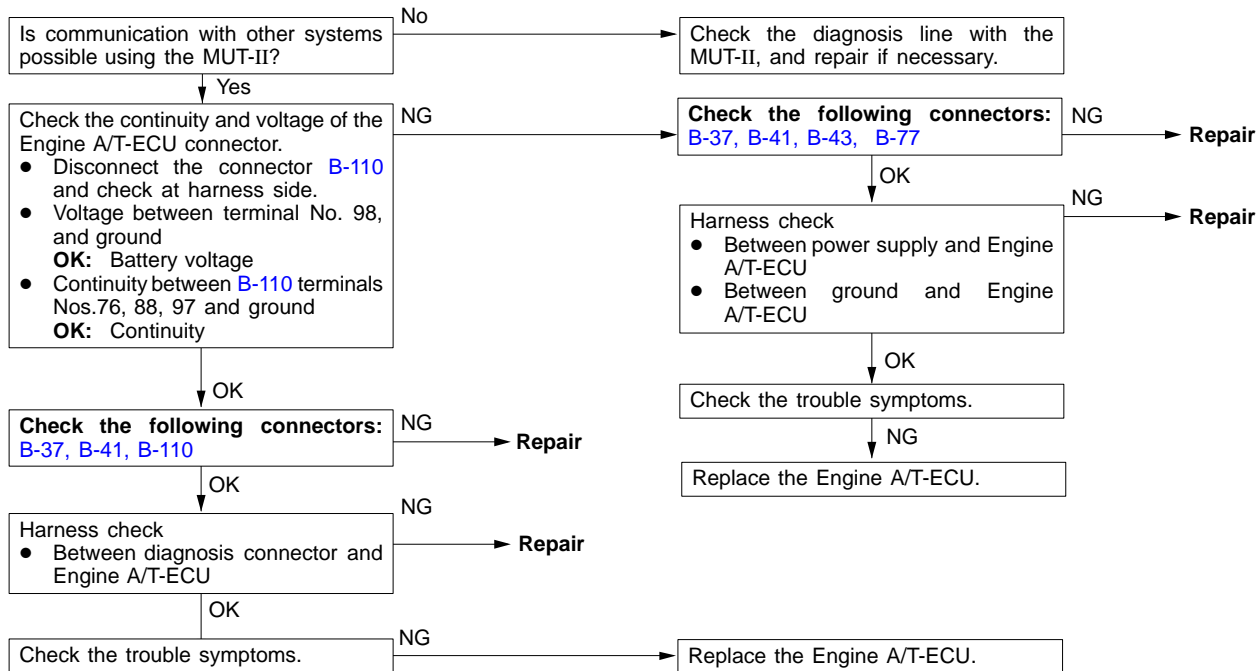 Is communication with other systems
possible using the MUT-II?
No
Check the diagnosis line with the
MUT-II, and repair if necessary.
Yes
Check the continuity and voltage of the
Engine A/T-ECU connector.
● Disconnect the connector B-110
and check at harness side.
● Voltage between terminal No. 98,
and ground
OK: Battery voltage
● Continuity between B-110 terminals
Nos.76, 88, 97 and ground
OK: Continuity
NG
Check the following connectors:
B-37, B-41, B-43, B-77
NG
Repair
OK
Harness check
● Between power supply and Engine
A/T-ECU
● Between ground and Engine
A/T-ECU
NG
Repair
OK
Check the trouble symptoms.
NG
Replace the Engine A/T-ECU.
OK
Check the following connectors:
B-37, B-41, B-110
NG
Repair
OK
Harness check
● Between diagnosis connector and
Engine A/T-ECU
NG
Repair
OK
Check the trouble symptoms.
NG
Replace the Engine A/T-ECU.